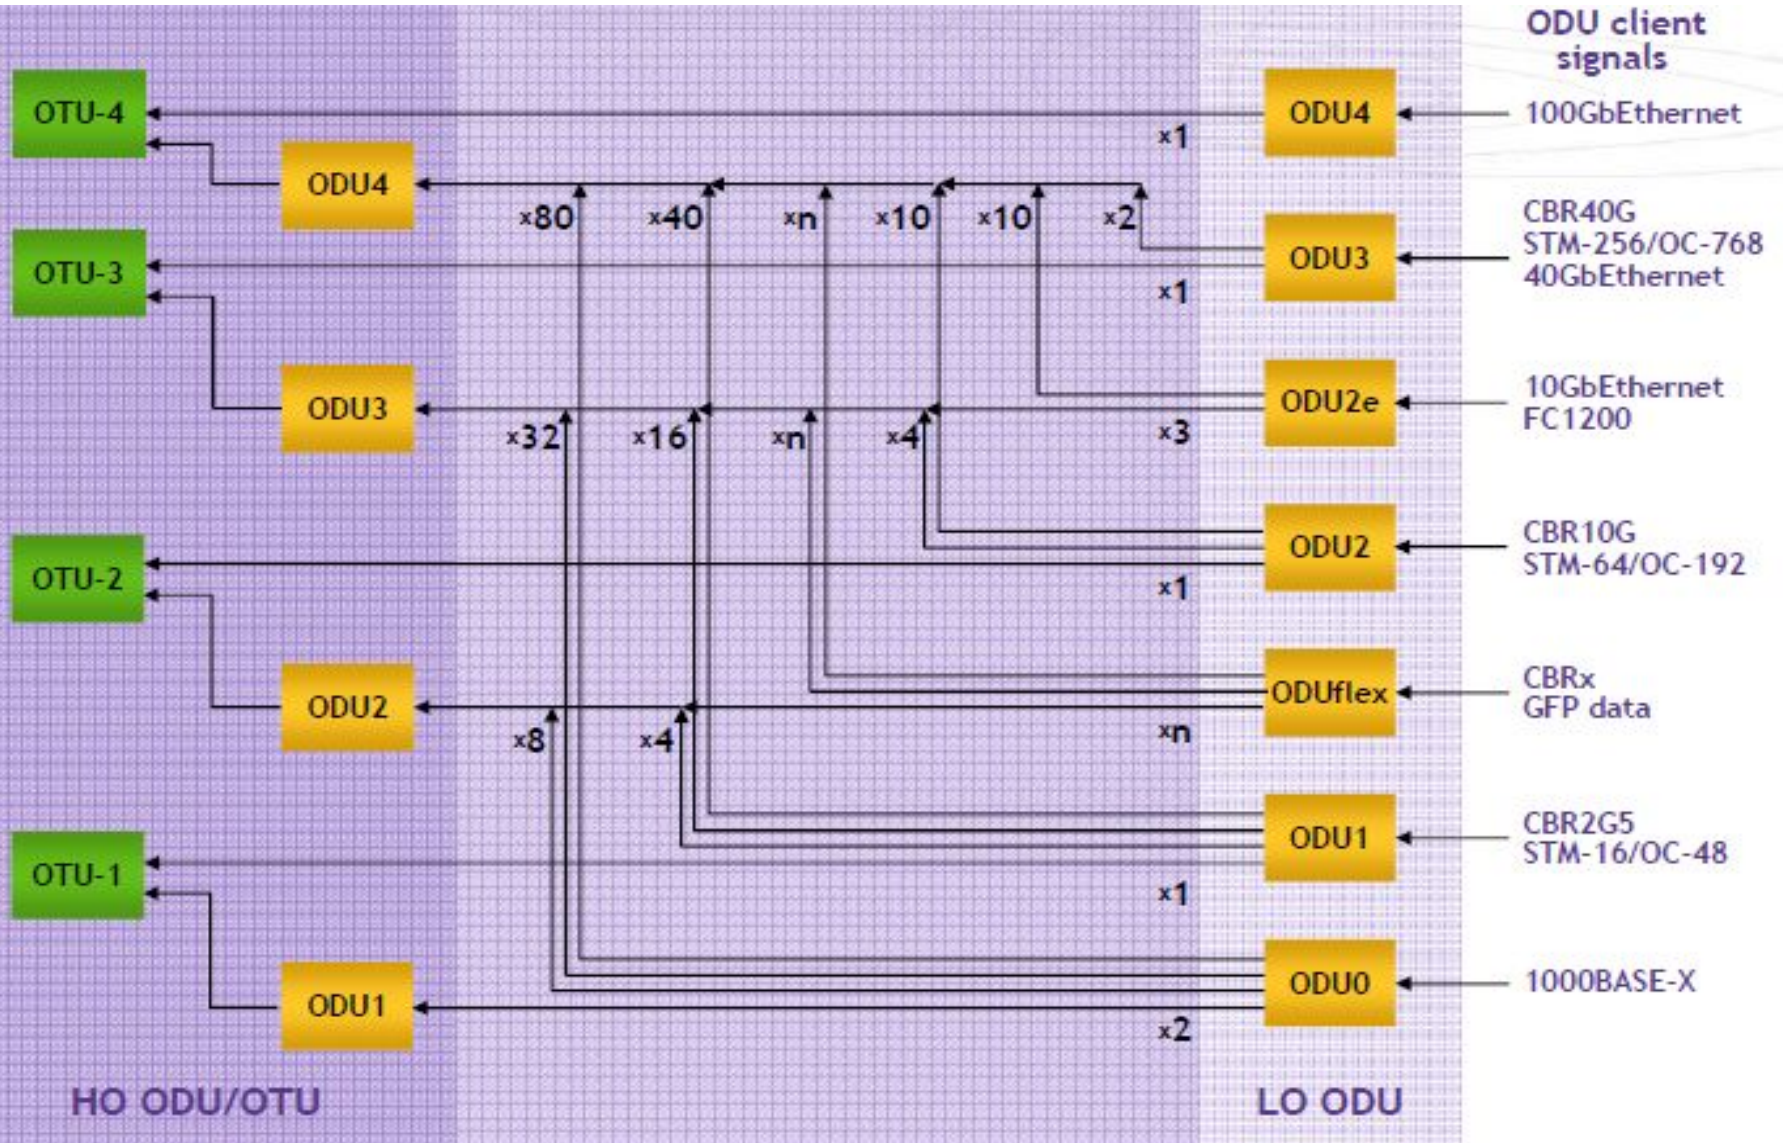 ODU client
signals
OTU-4
ODU4
100GbEthernet
x1
ODU4
x80
x40
xn
x10
x10
x2
CBR40G
STM-256/OC-768
40GbEthernet
OTU-3
ODU3
x1
ODU3
x32
x16
xn
x4
x3
ODU2e
10GbEthernet
FC1200
OTU-2
ODU2
CBR10G
STM-64/OC-192
x1
ODU2
x8
x4
xn
ODUflex
CBRx
GFP data
OTU-1
ODU1
CBR2G5
STM-16/OC-48
x1
ODU1
ODU0
1000BASE-X
x2
HO ODU/OTU
LO ODU